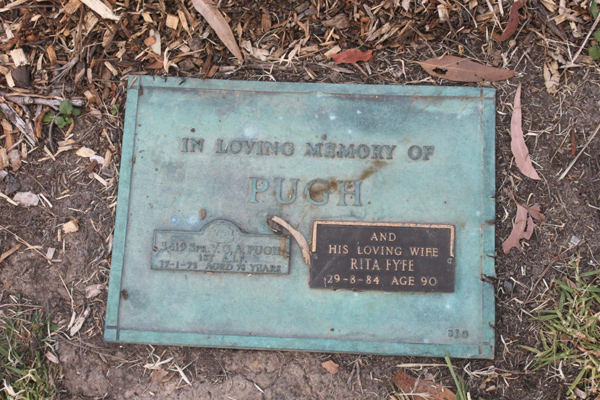 IN LOVING MEMORY OF
PUGH
PUGH
1ST A.I.F.
AGED YEARS
AND
HIS LOVING WIFE
RITA FYFE
29-8-84 AGE 90